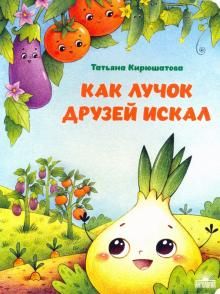 Татьяна Кирюшатова
КАК ЛУЧОК
ДРУЗЕЙ ИСКАЛ